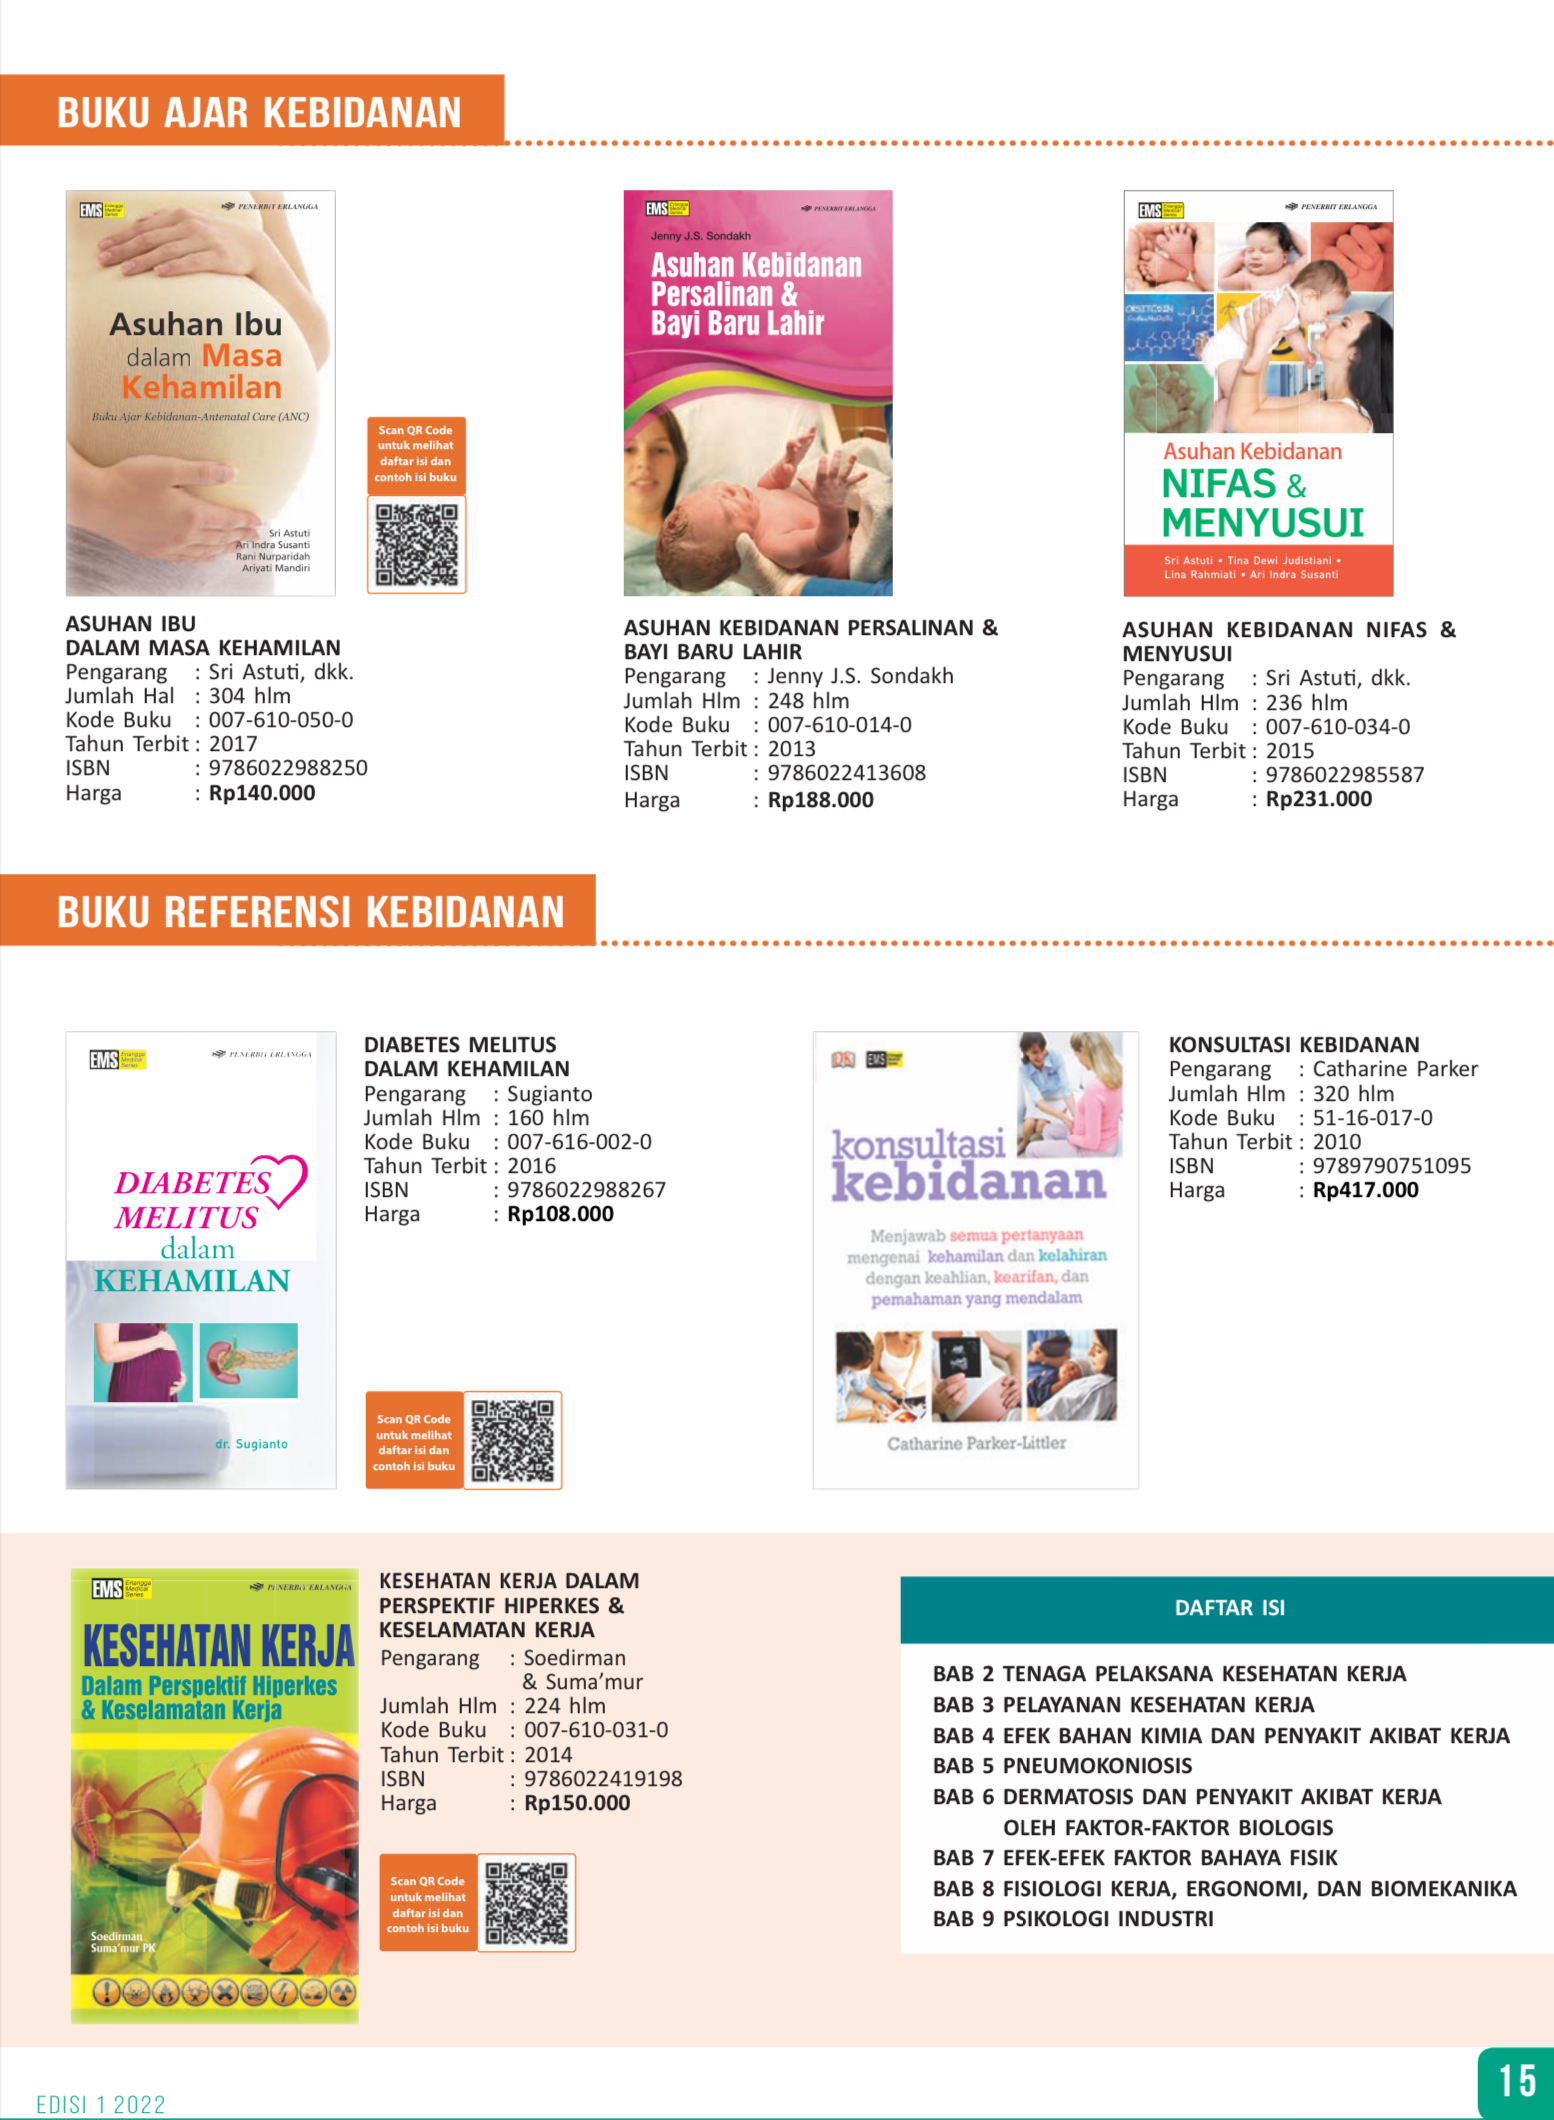 BUKU AJAR KEBIDANAN
EMS Erlangga Medical Series
PENERBIT ERLANGGA
Asuhan Ibu
dalam Masa
Kehamilan
Buku Ajar Kebidanan-Antenatal Care (ANC)
Sri Astuti
Ari Indra Susanti
Rani Nurparidah
Ariyati Mandiri
Scan QR Code
untuk melihat
daftar isi dan
contoh isi buku
ASUHAN IBU
DALAM MASA KEHAMILAN
Pengarang : Sri Astuti, dkk.
Jumlah Hal : 304 hlm
Kode Buku : 007-610-050-0
Tahun Terbit : 2017
ISBN : 9786022988250
Harga : Rp140.000
EMS Erlangga Medical Series
PENERBIT ERLANGGA
Jenny J.S. Sondakh
Asuhan Kebidanan
Persalinan &
Bayi Baru Lahir
ASUHAN KEBIDANAN PERSALINAN &
BAYI BARU LAHIR
Pengarang : Jenny J.S. Sondakh
Jumlah Hlm : 248 hlm
Kode Buku : 007-610-014-0
Tahun Terbit : 2013
ISBN : 9786022413608
Harga : Rp188.000
EMS Erlangga Medical Series
PENERBIT ERLANGGA
Asuhan Kebidanan
NIFAS &
MENYUSUI
Sri Astuti • Tina Dewi Judistiani •
Lina Rahmiati • Ari Indra Susanti
ASUHAN KEBIDANAN NIFAS &
MENYUSUI
Pengarang : Sri Astuti, dkk.
Jumlah Hlm : 236 hlm
Kode Buku : 007-610-034-0
Tahun Terbit : 2015
ISBN : 9786022985587
Harga : Rp231.000
BUKU REFERENSI KEBIDANAN
EMS Erlangga Medical Series
PENERBIT ERLANGGA
DIABETES
MELITUS
dalam
KEHAMILAN
dr. Sugianto
DIABETES MELITUS
DALAM KEHAMILAN
Pengarang : Sugianto
Jumlah Hlm : 160 hlm
Kode Buku : 007-616-002-0
Tahun Terbit : 2016
ISBN : 9786022988267
Harga : Rp108.000
Scan QR Code
untuk melihat
daftar isi dan
contoh isi buku
DK EMS
konsultasi
kebidanan
Menjawab semua pertanyaan
mengenai kehamilan dan kelahiran
dengan keahlian, kearifan, dan
pemahaman yang mendalam
Catharine Parker-Littler
KONSULTASI KEBIDANAN
Pengarang : Catharine Parker
Jumlah Hlm : 320 hlm
Kode Buku : 51-16-017-0
Tahun Terbit : 2010
ISBN : 9789790751095
Harga : Rp417.000
EMS Erlangga Medical Series
PENERBIT ERLANGGA
KESEHATAN KERJA
Dalam Perspektif Hiperkes
& Keselamatan Kerja
Soedirman
Suma'mur PK
KESEHATAN KERJA DALAM
PERSPEKTIF HIPERKES &
KESELAMATAN KERJA
Pengarang : Soedirman
& Suma’mur
Jumlah Hlm : 224 hlm
Kode Buku : 007-610-031-0
Tahun Terbit : 2014
ISBN : 9786022419198
Harga : Rp150.000
Scan QR Code
untuk melihat
daftar isi dan
contoh isi buku
DAFTAR ISI
BAB 2 TENAGA PELAKSANA KESEHATAN KERJA
BAB 3 PELAYANAN KESEHATAN KERJA
BAB 4 EFEK BAHAN KIMIA DAN PENYAKIT AKIBAT KERJA
BAB 5 PNEUMOKONIOSIS
BAB 6 DERMATOSIS DAN PENYAKIT AKIBAT KERJA
OLEH FAKTOR-FAKTOR BIOLOGIS
BAB 7 EFEK-EFEK FAKTOR BAHAYA FISIK
BAB 8 FISIOLOGI KERJA, ERGONOMI, DAN BIOMEKANIKA
BAB 9 PSIKOLOGI INDUSTRI
EDISI 1 2022
15